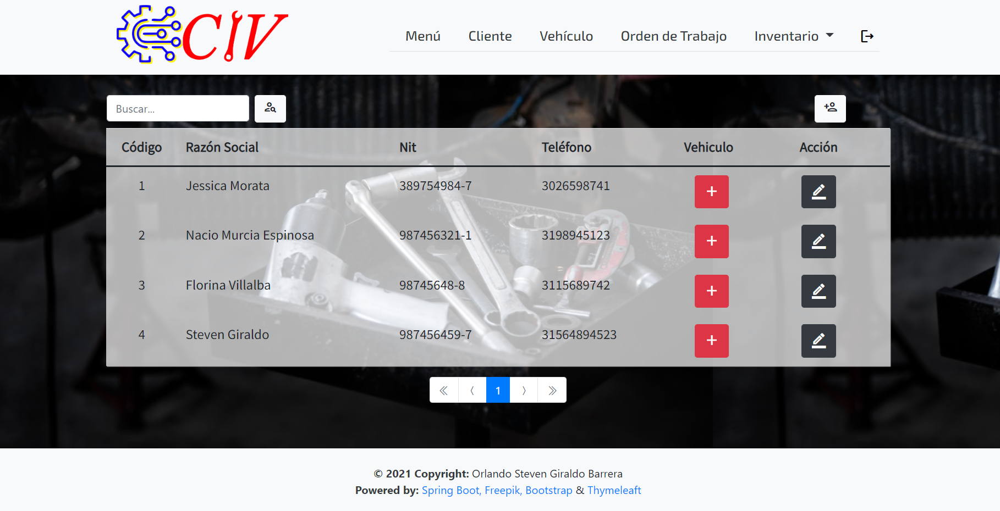 CIV
Menú Cliente Vehículo Orden de Trabajo Inventario
Buscar...
Código Razón Social Nit Teléfono Vehiculo Acción
1 Jessica Morata 389754984-7 3026598741 +
2 Nacio Murcia Espinosa 987456321-1 3198945123 +
3 Florina Villalba 98745648-8 3115689742 +
4 Steven Giraldo 987456459-7 31564894523 +
« ‹ 1 › »
© 2021 Copyright: Orlando Steven Giraldo Barrera
Powered by: Spring Boot, Freepik, Bootstrap & Thymeleaft